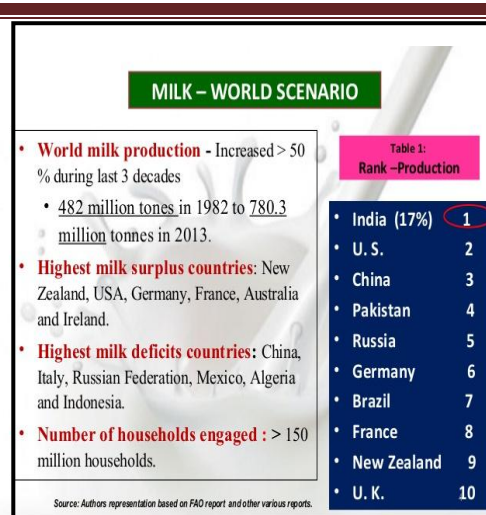 MILK – WORLD SCENARIO
• World milk production - Increased > 50
% during last 3 decades
• 482 million tones in 1982 to 780.3
million tonnes in 2013.
• Highest milk surplus countries: New
Zealand, USA, Germany, France, Australia
and Ireland.
• Highest milk deficits countries: China,
Italy, Russian Federation, Mexico, Algeria
and Indonesia.
• Number of households engaged : > 150
million households.
Source: Authors representation based on FAO report and other various reports.
Table 1:
Rank –Production
• India (17%) 1
• U. S. 2
• China 3
• Pakistan 4
• Russia 5
• Germany 6
• Brazil 7
• France 8
• New Zealand 9
• U. K. 10